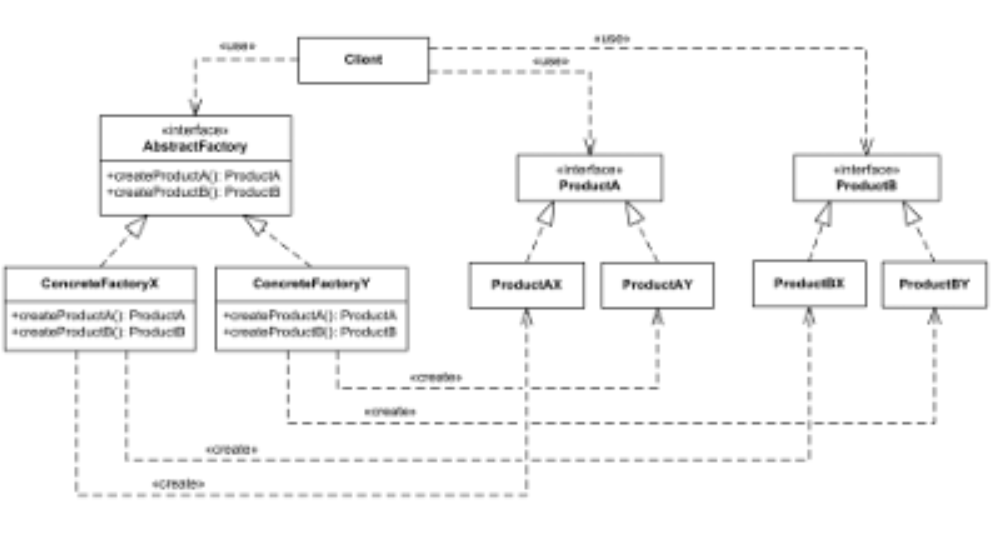 «use»
Client
«use»
«use»
«interface»
AbstractFactory
+createProductA(): ProductA
+createProductB(): ProductB
«interface»
ProductA
«interface»
ProductB
ConcreteFactoryX
+createProductA(): ProductA
+createProductB(): ProductB
ConcreteFactoryY
+createProductA(): ProductA
+createProductB(): ProductB
ProductAX
ProductAY
ProductBX
ProductBY
«create»
«create»
«create»
«create»